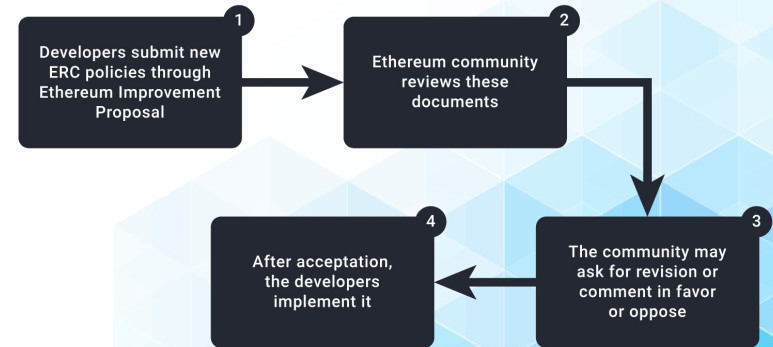 1
Developers submit new
ERC policies through
Ethereum Improvement
Proposal
2
Ethereum community
reviews these
documents
3
The community may
ask for revision or
comment in favor
or oppose
4
After acceptation,
the developers
implement it